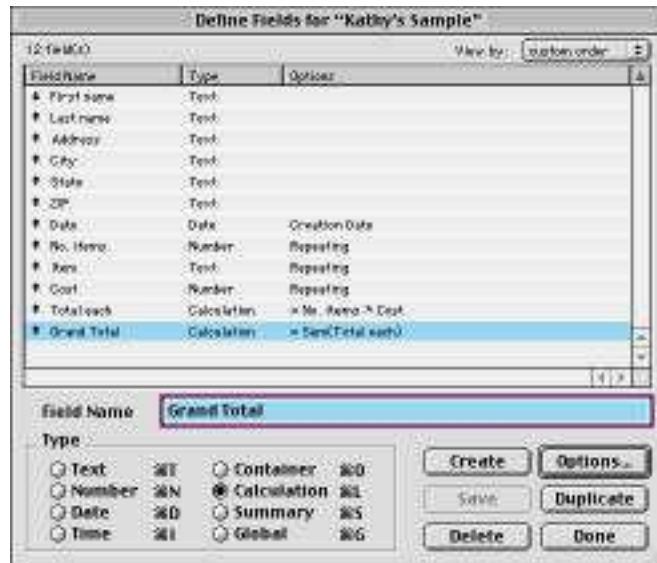 Define Fields for “Kathy’s Sample”
12 field(s) View by: custom order
Field Name Type Options
First name Text
Last name Text
Address Text
City Text
State Text
ZIP Text
Date Date Creation Date
No. items Number Repeating
Item Text Repeating
Cost Number Repeating
Total each Calculation = No. items * Cost
Grand Total Calculation = Sum(Total each)
Field Name Grand Total
Type
Text ⌘T Container ⌘O
Number ⌘N Calculation ⌘L
Date ⌘D Summary ⌘S
Time ⌘I Global ⌘G
Create Options...
Save Duplicate
Delete Done